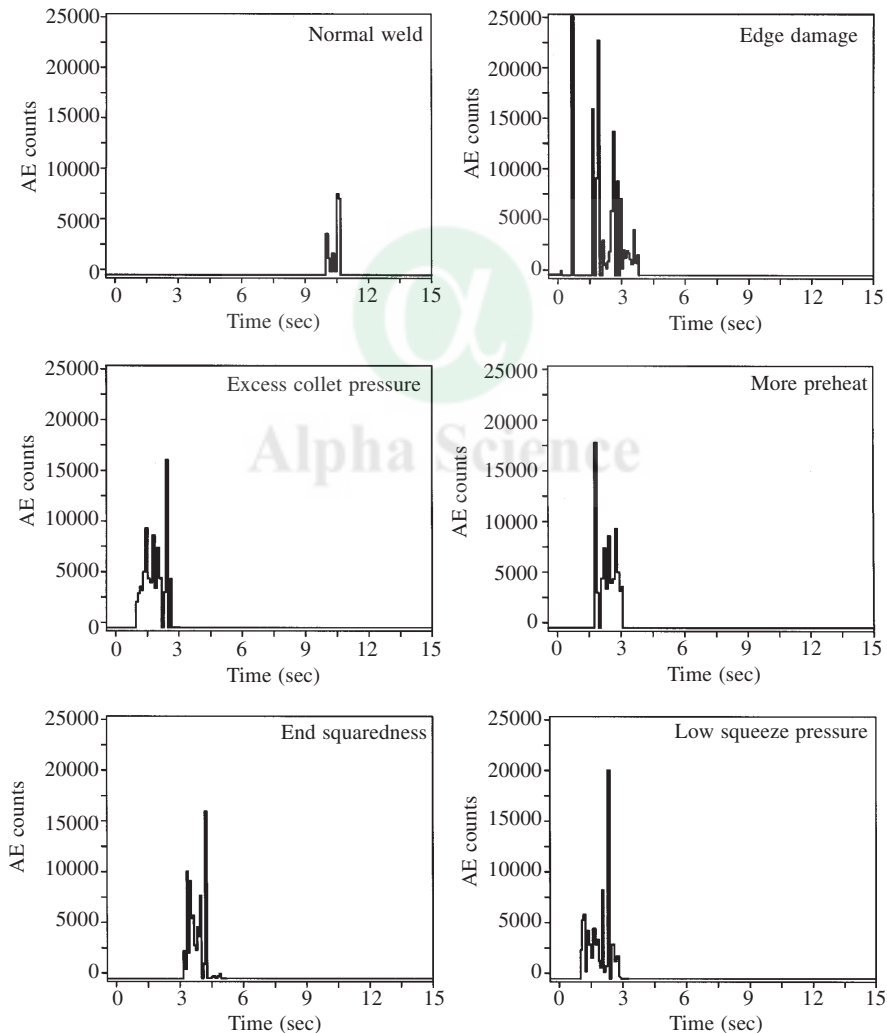 Normal weld
25000
20000
15000
10000
5000
0
AE counts
0 3 6 9 12 15
Time (sec)
Edge damage
25000
20000
15000
10000
5000
0
AE counts
0 3 6 9 12 15
Time (sec)
Excess collet pressure
25000
20000
15000
10000
5000
0
AE counts
0 3 6 9 12 15
Time (sec)
More preheat
25000
20000
15000
10000
5000
0
AE counts
0 3 6 9 12 15
Time (sec)
α
Alpha Science
End squaredness
25000
20000
15000
10000
5000
0
AE counts
0 3 6 9 12 15
Time (sec)
Low squeeze pressure
25000
20000
15000
10000
5000
0
AE counts
0 3 6 9 12 15
Time (sec)